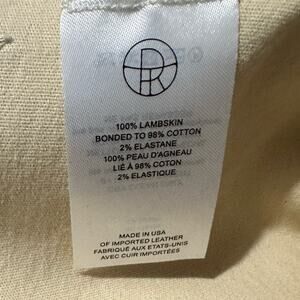 100% LAMBSKIN
BONDED TO 98% COTTON
2% ELASTANE
100% PEAU D'AGNEAU
LIÉ À 98% COTON
2% ELASTIQUE
MADE IN USA
OF IMPORTED LEATHER
FABRIQUÉ AUX ETATS-UNIS
AVEC CUIR IMPORTÉES